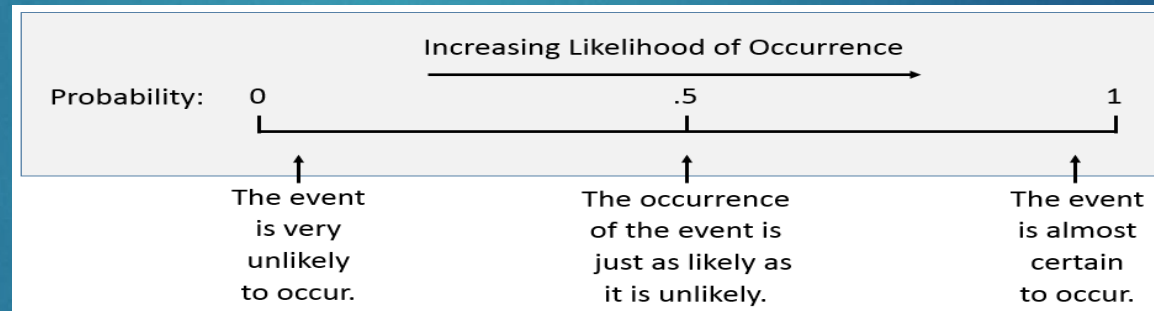 Increasing Likelihood of Occurrence
Probability: 0 .5 1
The event
is very
unlikely
to occur.
The occurrence
of the event is
just as likely as
it is unlikely.
The event
is almost
certain
to occur.